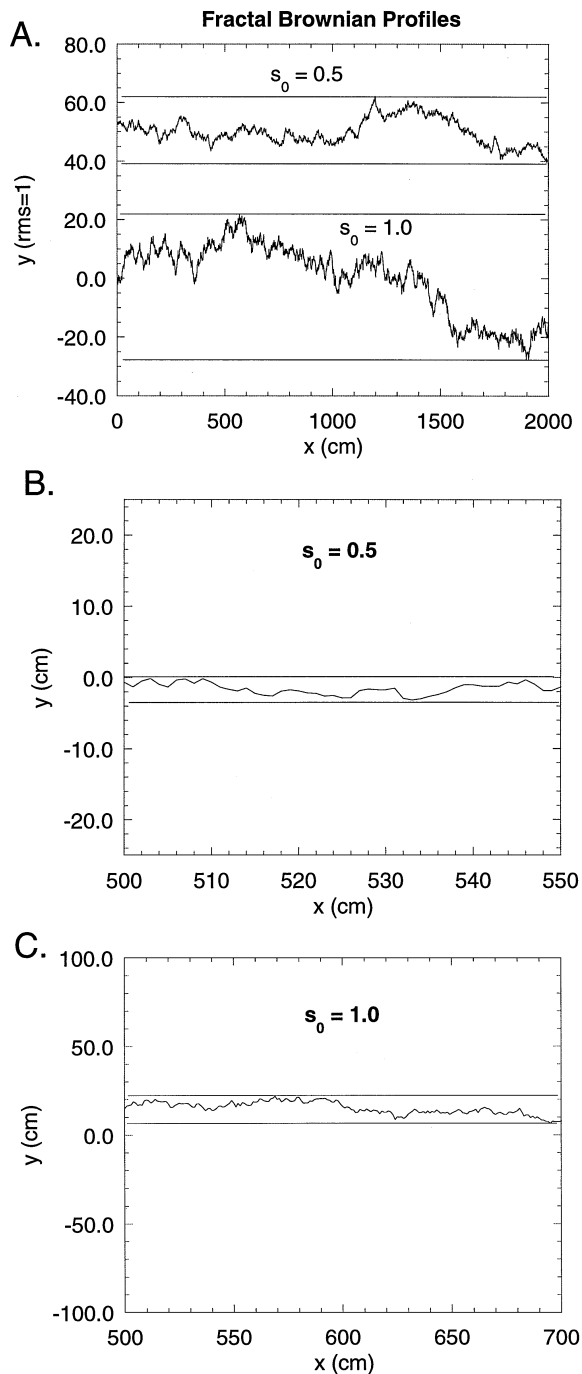 Fractal Brownian Profiles
A.
80.0
s0 = 0.5
60.0
40.0
y (rms=1)
20.0
s0 = 1.0
0.0
-20.0
-40.0
0 500 1000 1500 2000
x (cm)
B.
20.0
s0 = 0.5
10.0
y (cm)
0.0
-10.0
-20.0
500 510 520 530 540 550
x (cm)
C.
100.0
s0 = 1.0
50.0
y (cm)
0.0
-50.0
-100.0
500 550 600 650 700
x (cm)